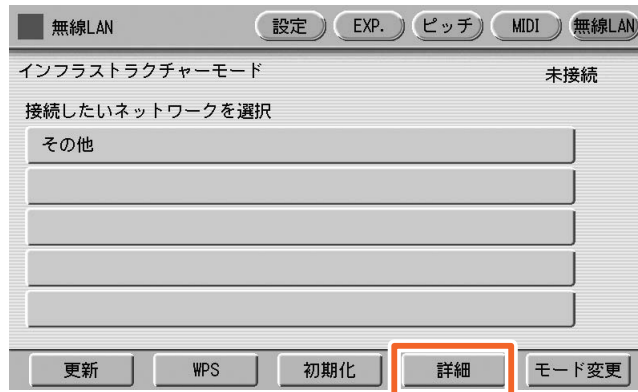 無線LAN 設定 EXP. ピッチ MIDI 無線LAN
インフラストラクチャーモード 未接続
接続したいネットワークを選択
その他
更新 WPS 初期化 詳細 モード変更